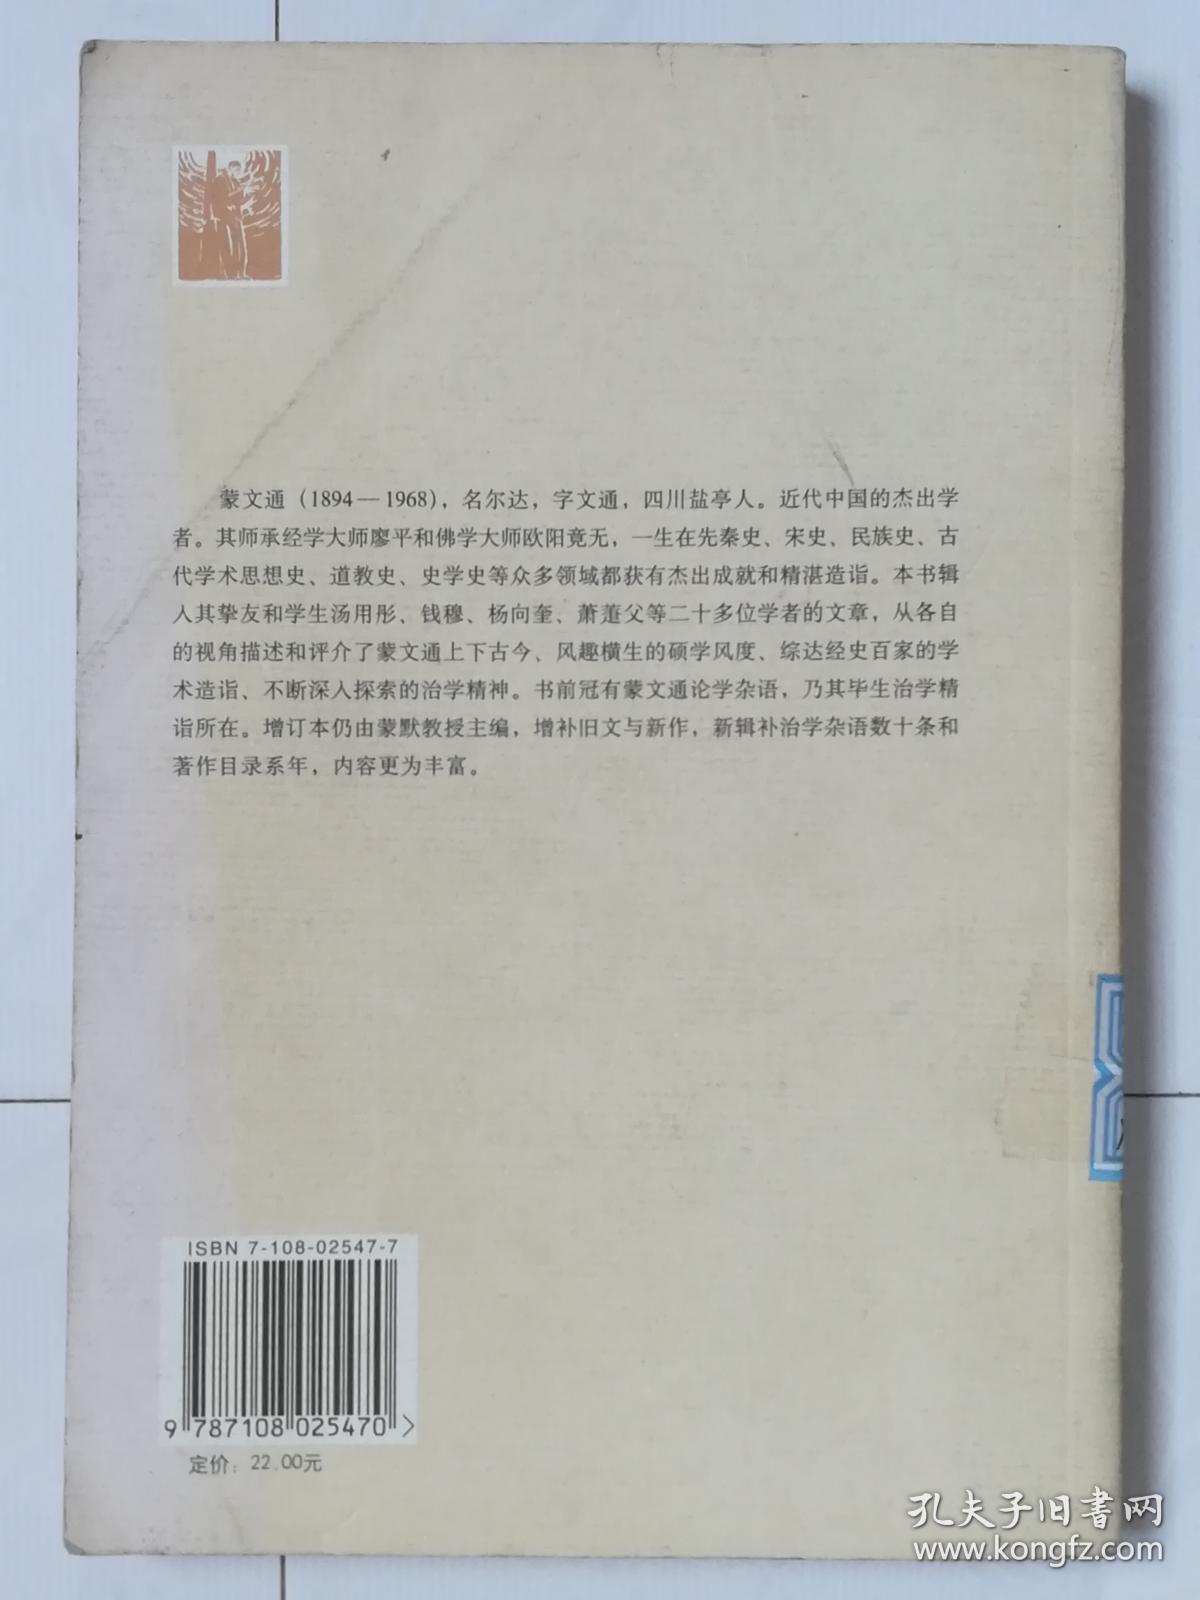 蒙文通（1894—1968），名尔达，字文通，四川盐亭人。近代中国的杰出学
者。其师承经学大师廖平和佛学大师欧阳竟无，一生在先秦史、宋史、民族史、古
代学术思想史、道教史、史学史等众多领域都获有杰出成就和精湛造诣。本书辑
入其挚友和学生汤用彤、钱穆、杨向奎、萧萐父等二十多位学者的文章，从各自
的视角描述和评介了蒙文通上下古今、风趣横生的硕学风度、综达经史百家的学
术造诣、不断深入探索的治学精神。书前冠有蒙文通论学杂语，乃其毕生治学精
诣所在。增订本仍由蒙默教授主编，增补旧文与新作，新辑补治学杂语数十条和
著作目录系年，内容更为丰富。
ISBN 7-108-02547-7
9 787108 025470 >
定价：22.00元
孔夫子旧书网
www.kongfz.com